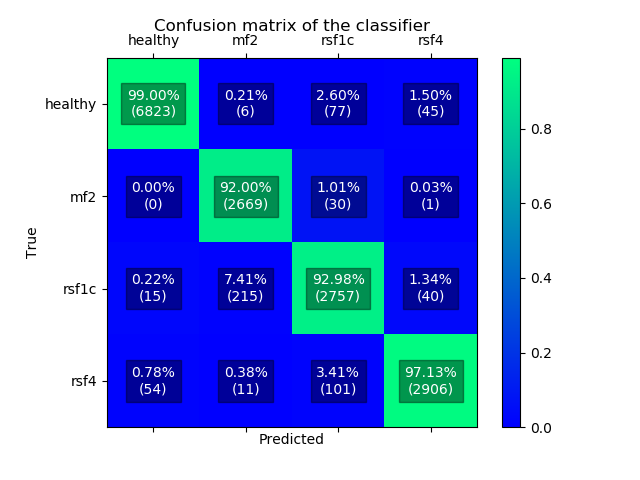 Confusion matrix of the classifier
healthy mf2 rsf1c rsf4
healthy 99.00% 0.21% 2.60% 1.50%
(6823) (6) (77) (45)
0.8
mf2 0.00% 92.00% 1.01% 0.03%
(0) (2669) (30) (1)
0.6
True
rsf1c 0.22% 7.41% 92.98% 1.34%
(15) (215) (2757) (40)
0.4
0.2
rsf4 0.78% 0.38% 3.41% 97.13%
(54) (11) (101) (2906)
0.0
Predicted